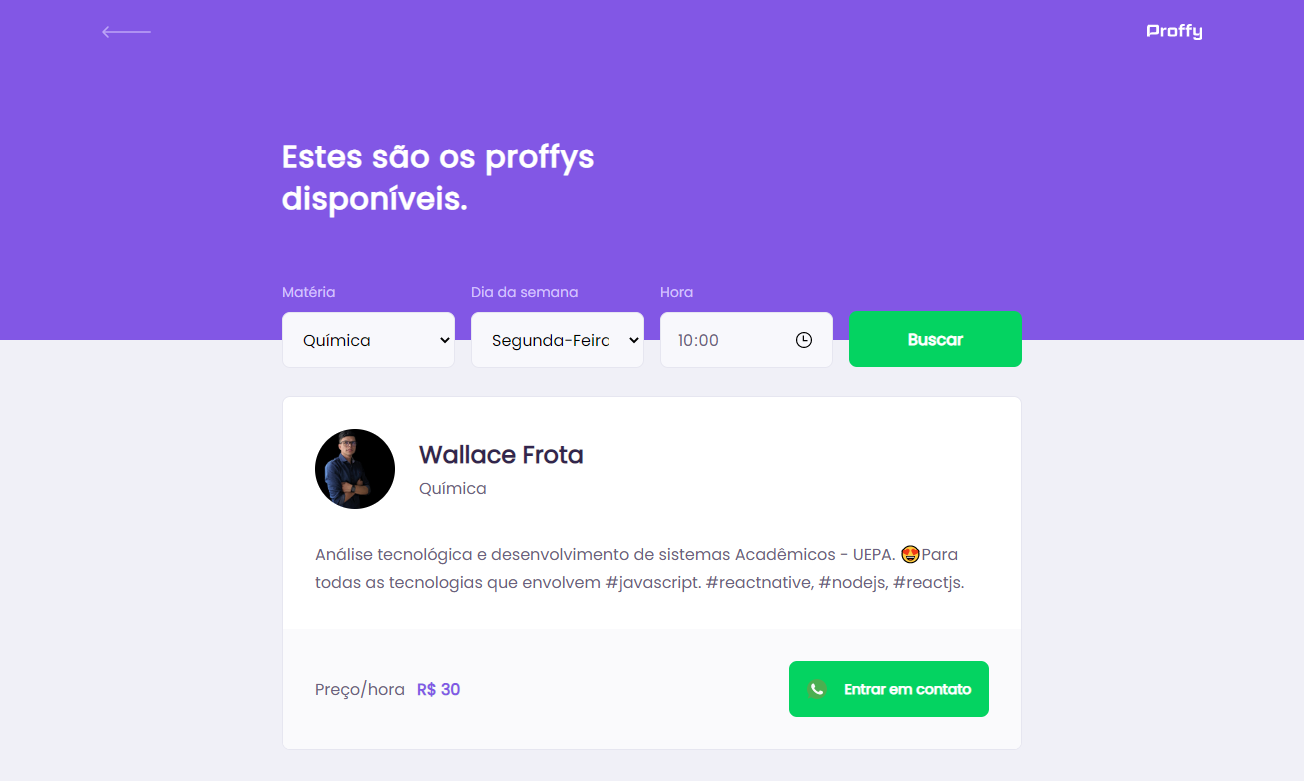 Proffy
Estes são os proffys
disponíveis.
Matéria
Dia da semana
Hora
Química
Segunda-Feira
10:00
Buscar
Wallace Frota
Química
Análise tecnológica e desenvolvimento de sistemas Acadêmicos - UEPA. 🤩Para
todas as tecnologias que envolvem #javascript. #reactnative, #nodejs, #reactjs.
Preço/hora R$ 30
Entrar em contato